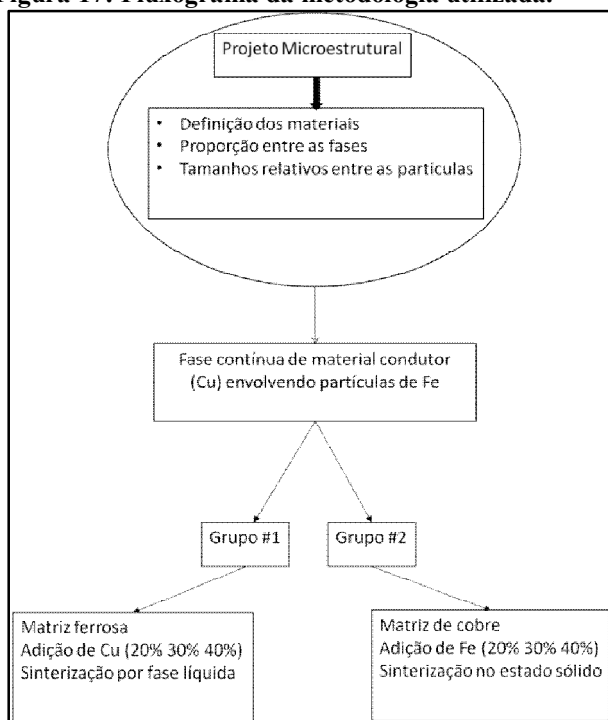 Figura 17: Fluxograma da metodologia utilizada.
Projeto Microestrutural
• Definição dos materiais
• Proporção entre as fases
• Tamanhos relativos entre as particulas
Fase contínua de material condutor
(Cu) envolvendo partículas de Fe
Grupo #1
Grupo #2
Matriz ferrosa
Adição de Cu (20% 30% 40%)
Sinterização por fase líquida
Matriz de cobre
Adição de Fe (20% 30% 40%)
Sinterização no estado sólido